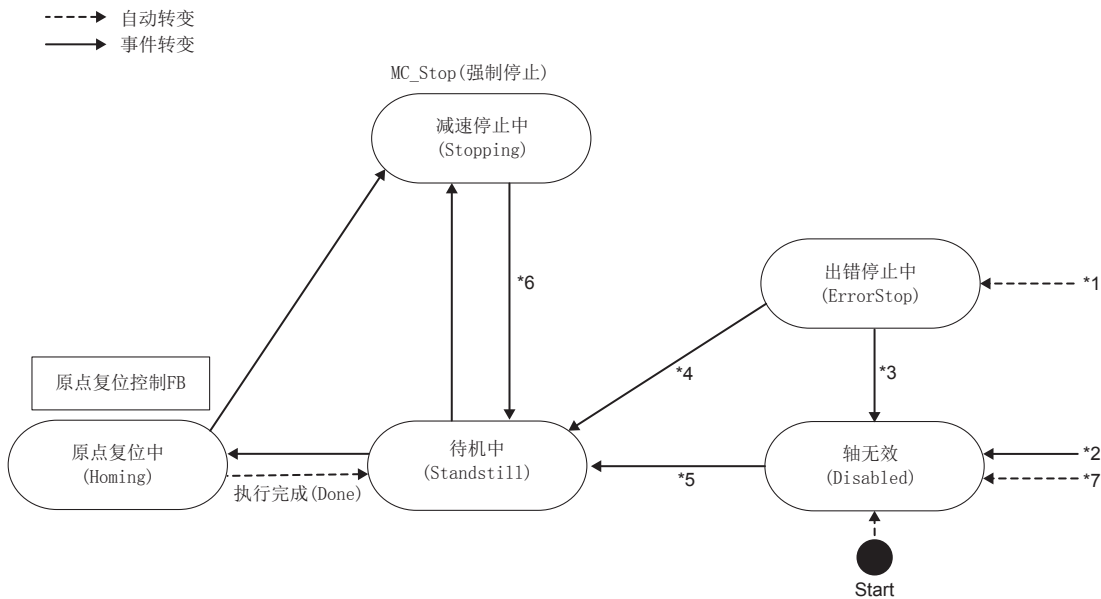 自动转变
事件转变
MC_Stop(强制停止)
减速停止中
(Stopping)
*6
出错停止中
(ErrorStop)
*1
*4
*3
原点复位控制FB
原点复位中
(Homing)
待机中
(Standstill)
轴无效
(Disabled)
*2
*5
*7
执行完成(Done)
Start